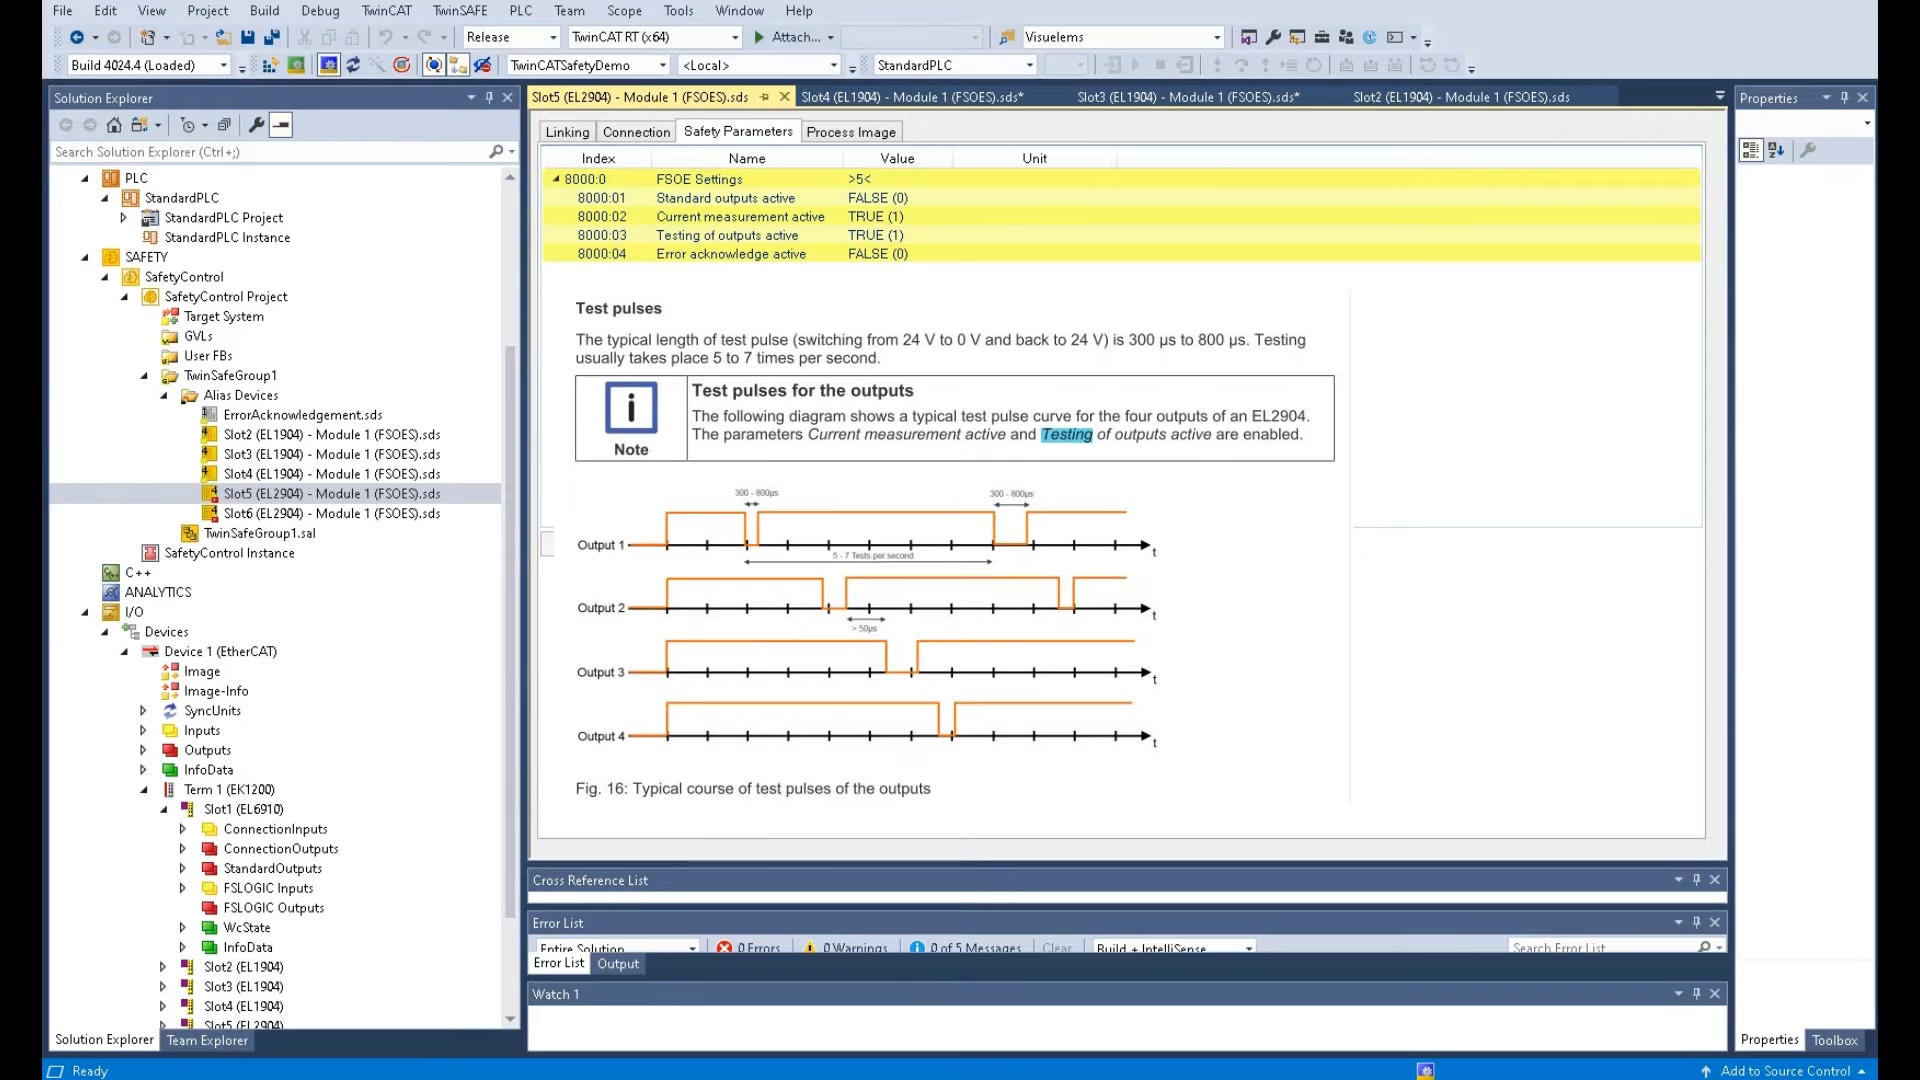 File Edit View Project Build Debug TwinCAT TwinSAFE PLC Team Scope Tools Window Help
Release TwinCAT RT (x64) Attach... Visuelems
Build 4024.4 (Loaded) TwinCATSafetyDemo <Local> StandardPLC
Solution Explorer
Search Solution Explorer (Ctrl+;)
PLC
StandardPLC
StandardPLC Project
StandardPLC Instance
SAFETY
SafetyControl
SafetyControl Project
Target System
GVLs
User FBs
TwinSafeGroup1
Alias Devices
ErrorAcknowledgement.sds
Slot2 (EL1904) - Module 1 (FSOES).sds
Slot3 (EL1904) - Module 1 (FSOES).sds
Slot4 (EL1904) - Module 1 (FSOES).sds
Slot5 (EL2904) - Module 1 (FSOES).sds
Slot6 (EL2904) - Module 1 (FSOES).sds
TwinSafeGroup1.sal
SafetyControl Instance
C++
ANALYTICS
I/O
Devices
Device 1 (EtherCAT)
Image
Image-Info
SyncUnits
Inputs
Outputs
InfoData
Term 1 (EK1200)
Slot1 (EL6910)
ConnectionInputs
ConnectionOutputs
StandardOutputs
FSLOGIC Inputs
FSLOGIC Outputs
WcState
InfoData
Slot2 (EL1904)
Slot3 (EL1904)
Slot4 (EL1904)
Slot5 (EL2904)
Solution Explorer Team Explorer
Slot5 (EL2904) - Module 1 (FSOES).sds Slot4 (EL1904) - Module 1 (FSOES).sds* Slot3 (EL1904) - Module 1 (FSOES).sds* Slot2 (EL1904) - Module 1 (FSOES).sds
Linking Connection Safety Parameters Process Image
Index Name Value Unit
8000:0 FSOE Settings >5<
8000:01 Standard outputs active FALSE (0)
8000:02 Current measurement active TRUE (1)
8000:03 Testing of outputs active TRUE (1)
8000:04 Error acknowledge active FALSE (0)
Test pulses
The typical length of test pulse (switching from 24 V to 0 V and back to 24 V) is 300 µs to 800 µs. Testing
usually takes place 5 to 7 times per second.
i
Note
Test pulses for the outputs
The following diagram shows a typical test pulse curve for the four outputs of an EL2904.
The parameters Current measurement active and Testing of outputs active are enabled.
300 - 800µs 300 - 800µs
Output 1 t
5 - 7 Tests per second
Output 2 t
> 50µs
Output 3 t
Output 4 t
Fig. 16: Typical course of test pulses of the outputs
Cross Reference List
Error List
Entire Solution 0 Errors 0 Warnings 0 of 5 Messages Clear Build + IntelliSense Search Error List
Error List Output
Watch 1
Properties
Properties Toolbox
Ready Add to Source Control